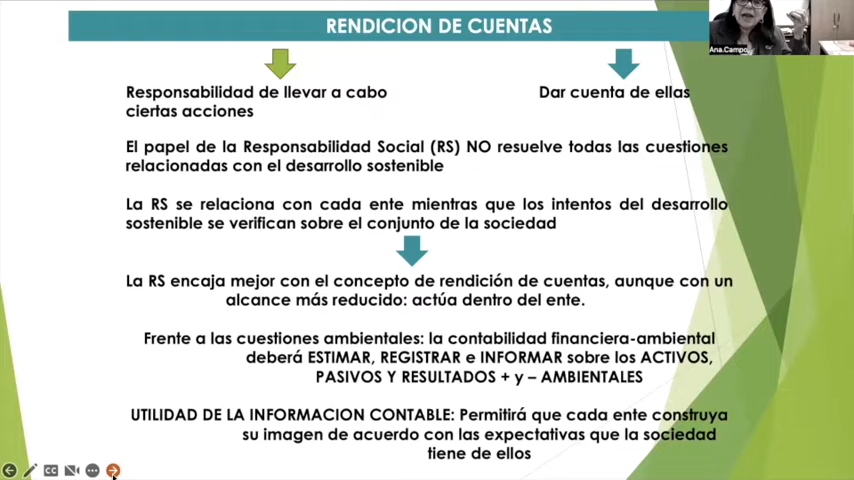 RENDICION DE CUENTAS
Ana.Campo
Responsabilidad de llevar a cabo
ciertas acciones
Dar cuenta de ellas
El papel de la Responsabilidad Social (RS) NO resuelve todas las cuestiones
relacionadas con el desarrollo sostenible
La RS se relaciona con cada ente mientras que los intentos del desarrollo
sostenible se verifican sobre el conjunto de la sociedad
La RS encaja mejor con el concepto de rendición de cuentas, aunque con un
alcance más reducido: actúa dentro del ente.
Frente a las cuestiones ambientales: la contabilidad financiera-ambiental
deberá ESTIMAR, REGISTRAR e INFORMAR sobre los ACTIVOS,
PASIVOS Y RESULTADOS + y – AMBIENTALES
UTILIDAD DE LA INFORMACION CONTABLE: Permitirá que cada ente construya
su imagen de acuerdo con las expectativas que la sociedad
tiene de ellos
CC